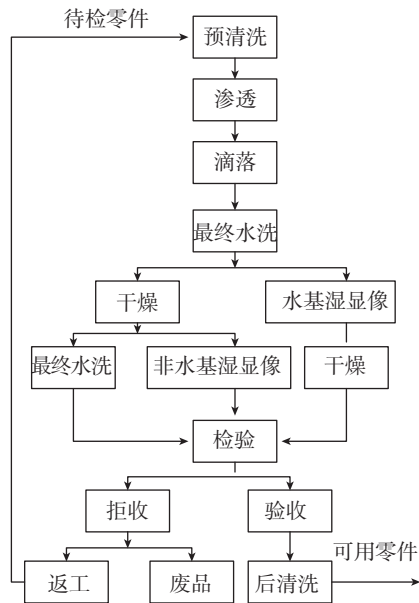 待检零件
预清洗
渗透
滴落
最终水洗
干燥
水基湿显像
最终水洗
非水基湿显像
干燥
检验
拒收
验收
可用零件
返工
废品
后清洗